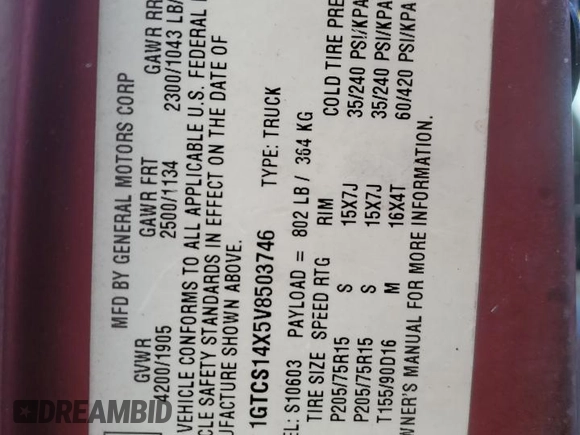 MFD BY GENERAL MOTORS CORP
GVWR GAWR FRT GAWR RR
4200/1905 2500/1134 2300/1043 LB/
VEHICLE CONFORMS TO ALL APPLICABLE U.S. FEDERAL
SAFETY STANDARDS IN EFFECT ON THE DATE OF
SHOWN ABOVE.
1GTCS14X5V8503746 TYPE: TRUCK
S10603 PAYLOAD = 802 LB / 364 KG
TIRE SIZE SPEED RTG RIM COLD TIRE PRE
P205/75R15 S 15X7J 35/240 PSI/KPA
P205/75R15 S 15X7J 35/240 PSI/KPA
T155/90D16 M 16X4T 60/420 PSI/KPA
OWNER'S MANUAL FOR MORE INFORMATION.
DREAMBID